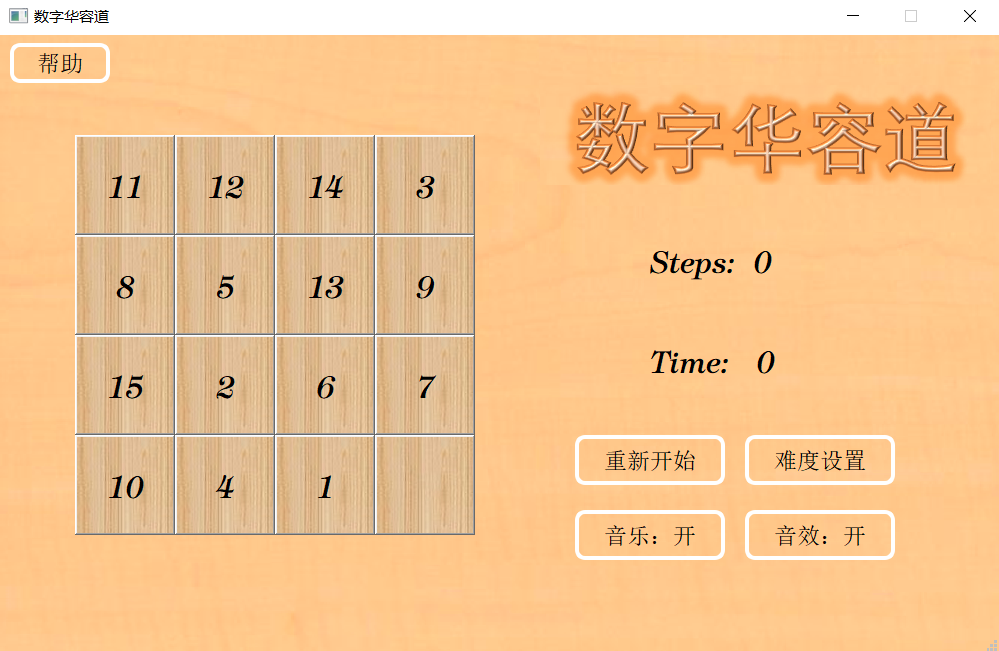 数字华容道
帮助
数字华容道
11 12 14 3
8 5 13 9
15 2 6 7
10 4 1
Steps: 0
Time: 0
重新开始 难度设置
音乐：开 音效：开